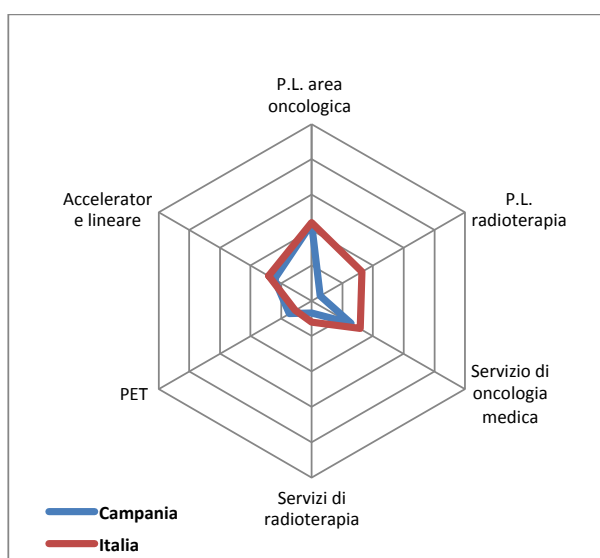 P.L. area
oncologica
P.L.
radioterapia
Servizio di
oncologia
medica
Servizi di
radioterapia
PET
Accelerator
e lineare
Campania
Italia